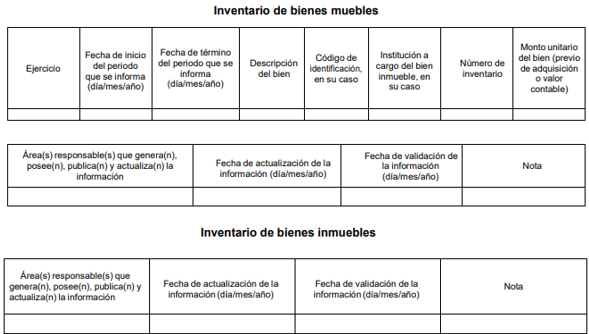 Inventario de bienes muebles
Ejercicio
Fecha de inicio
del periodo
que se informa
(día/mes/año)
Fecha de término
del periodo que se
informa
(día/mes/año)
Descripción
del bien
Código de
identificación,
en su caso
Institución a
cargo del bien
inmueble, en
su caso
Número de
inventario
Monto unitario
del bien (previo
de adquisición
o valor
contable)
Área(s) responsable(s) que genera(n),
posee(n), publica(n) y actualiza(n) la
información
Fecha de actualización de la
información (día/mes/año)
Fecha de validación de
la información
(día/mes/año)
Nota
Inventario de bienes inmuebles
Área(s) responsable(s) que
genera(n), posee(n), publica(n) y
actualiza(n) la información
Fecha de actualización de la
información (día/mes/año)
Fecha de validación de la
información (día/mes/año)
Nota